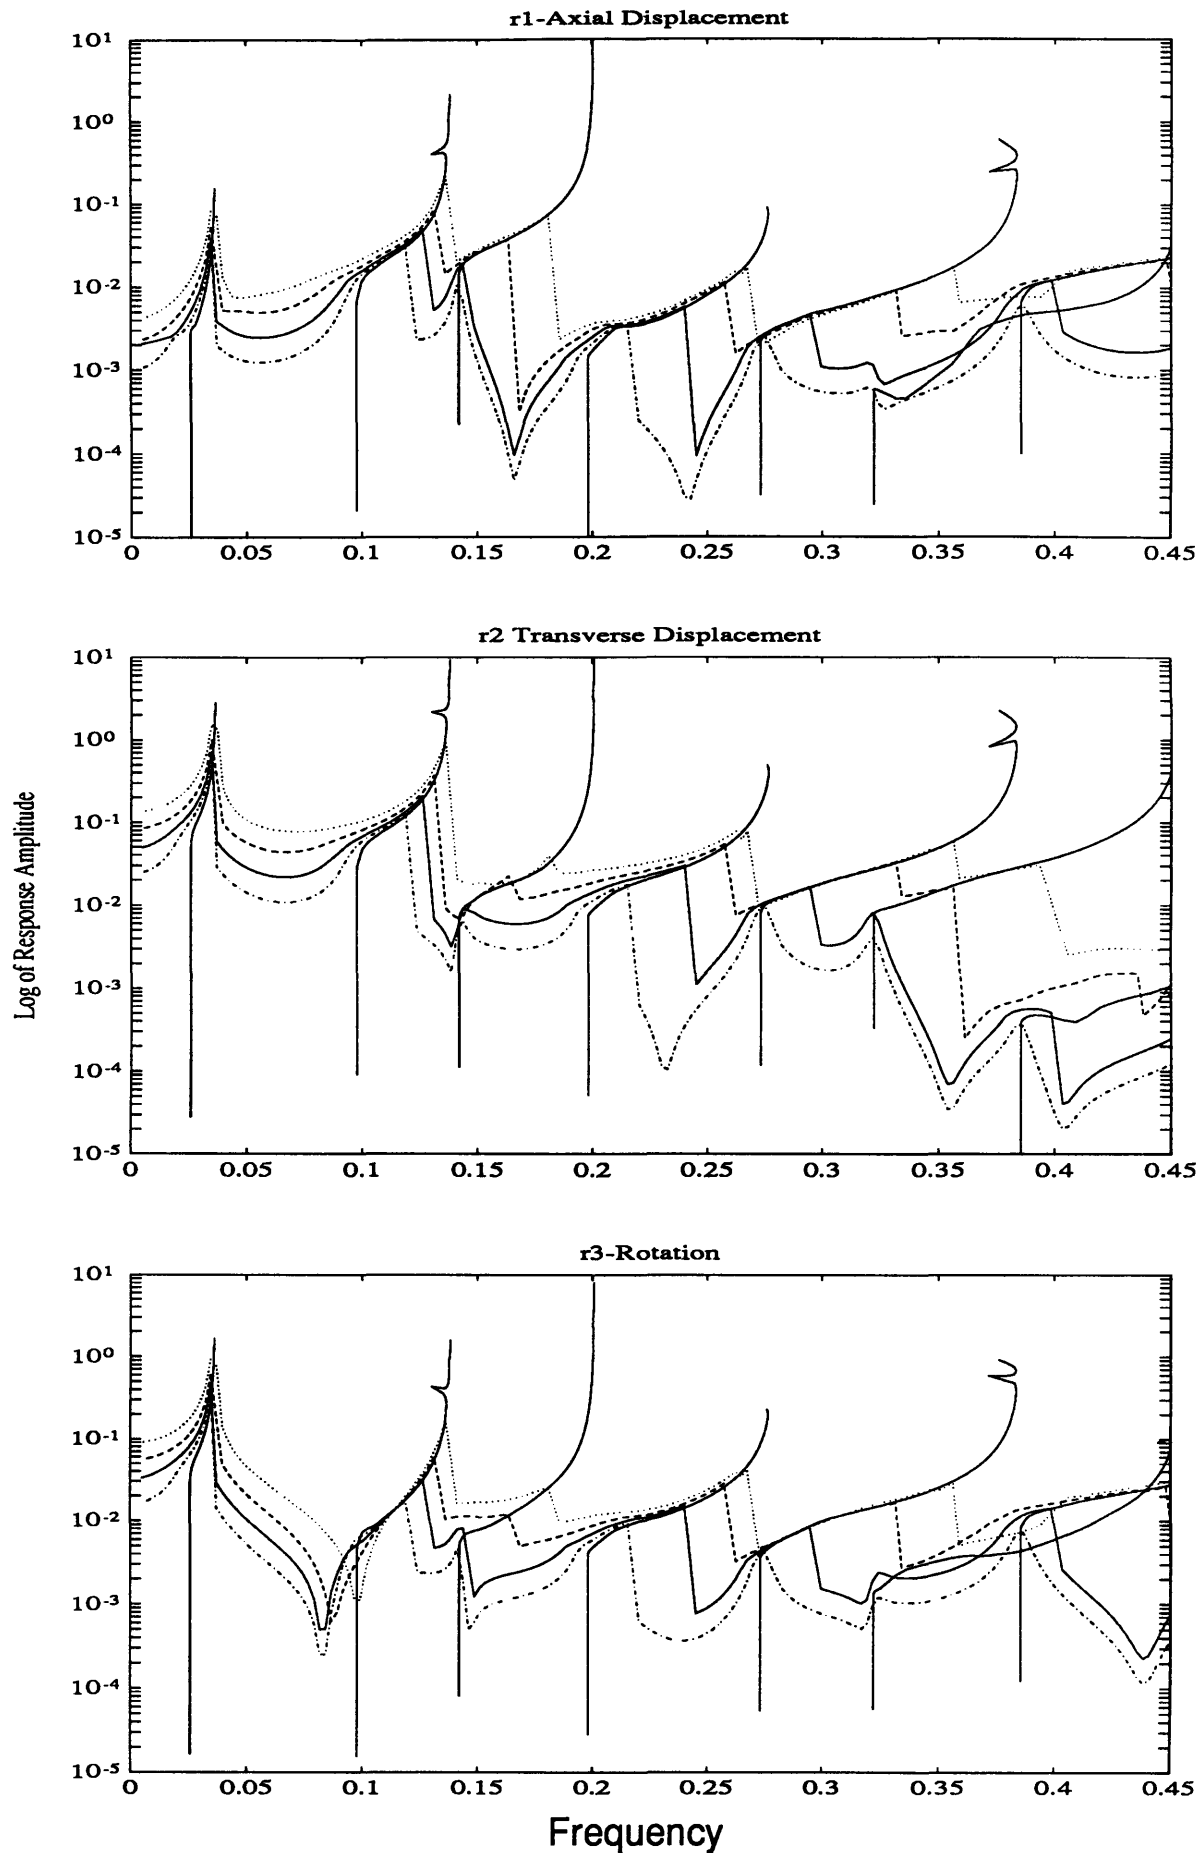 r1-Axial Displacement
10¹
10⁰
10⁻¹
10⁻²
10⁻³
10⁻⁴
10⁻⁵
0 0.05 0.1 0.15 0.2 0.25 0.3 0.35 0.4 0.45
r2 Transverse Displacement
10¹
10⁰
10⁻¹
10⁻²
10⁻³
10⁻⁴
10⁻⁵
0 0.05 0.1 0.15 0.2 0.25 0.3 0.35 0.4 0.45
Log of Response Amplitude
r3-Rotation
10¹
10⁰
10⁻¹
10⁻²
10⁻³
10⁻⁴
10⁻⁵
0 0.05 0.1 0.15 0.2 0.25 0.3 0.35 0.4 0.45
Frequency